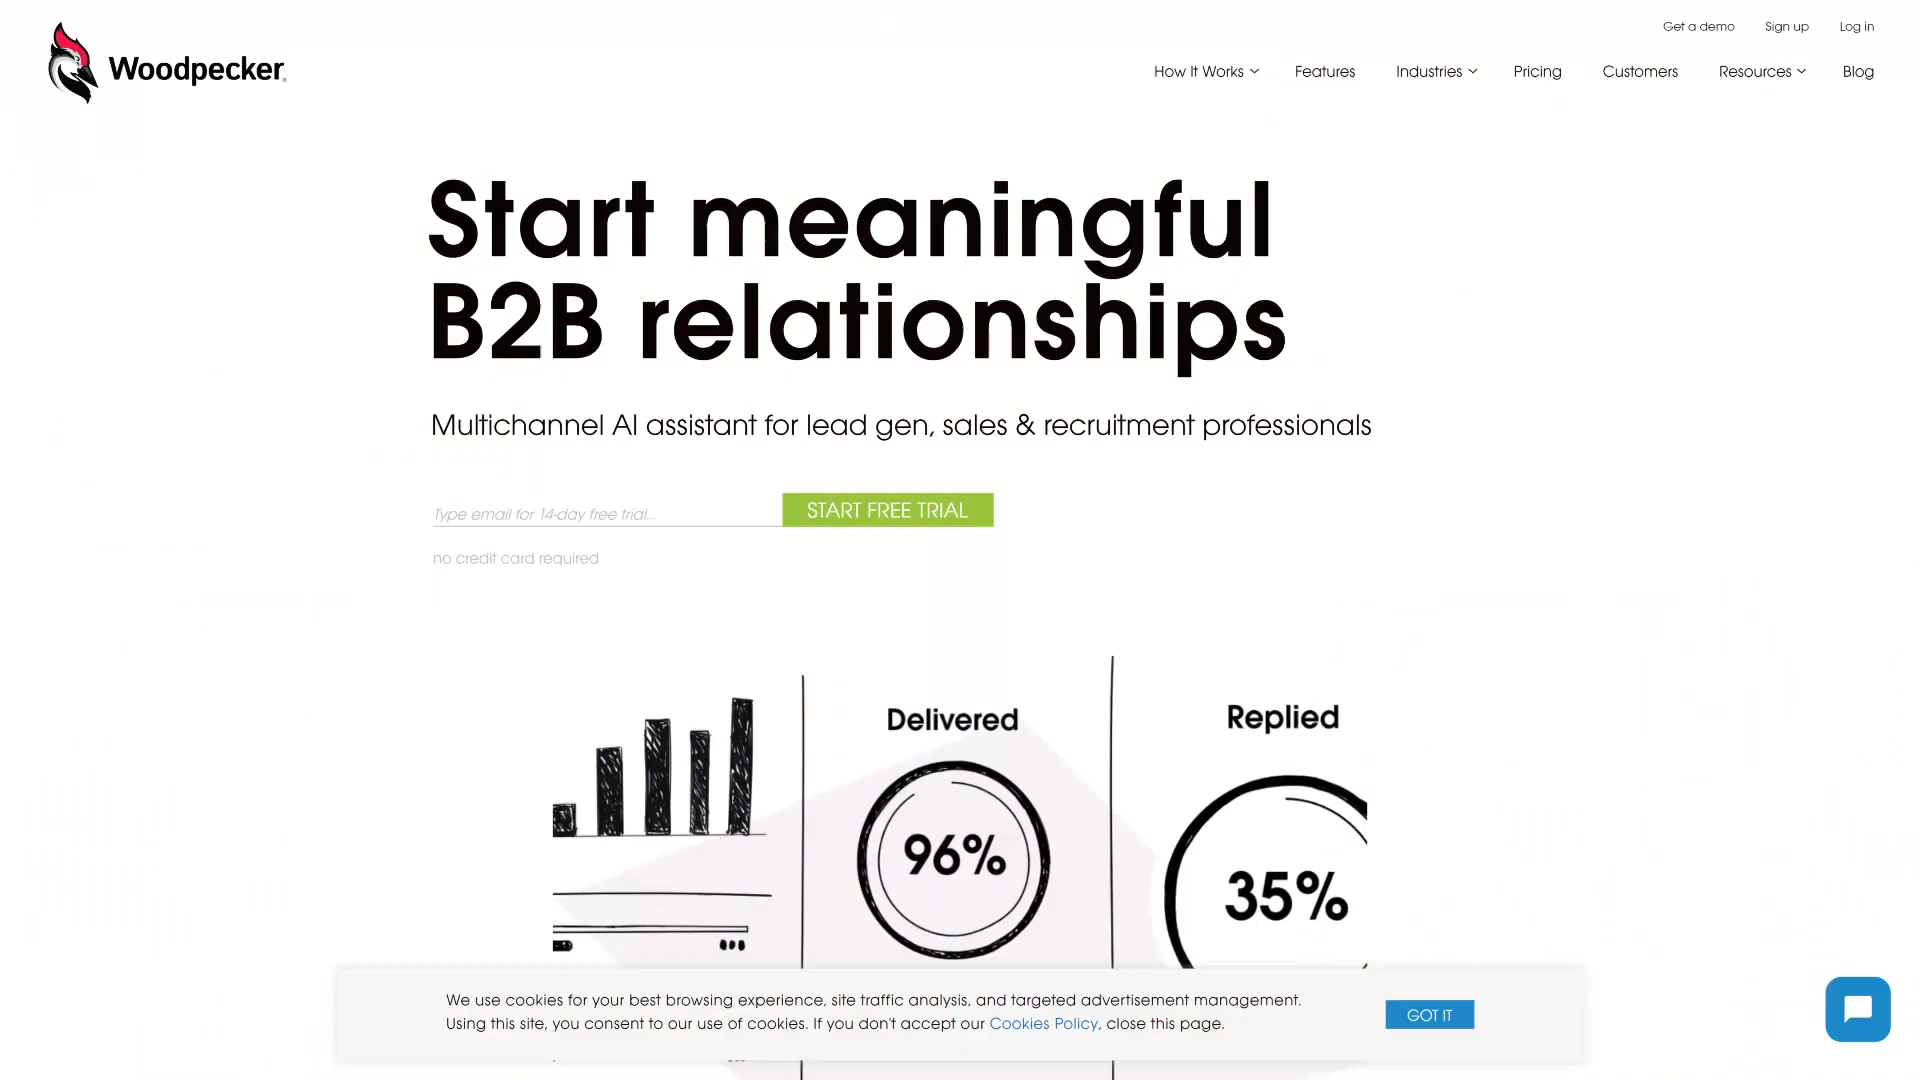 Get a demo Sign up Log in
Woodpecker
How It Works Features Industries Pricing Customers Resources Blog
Start meaningful
B2B relationships
Multichannel AI assistant for lead gen, sales & recruitment professionals
Type email for 14-day free trial...
START FREE TRIAL
no credit card required
Delivered
Replied
96%
35%
We use cookies for your best browsing experience, site traffic analysis, and targeted advertisement management.
Using this site, you consent to our use of cookies. If you don't accept our Cookies Policy, close this page.
GOT IT